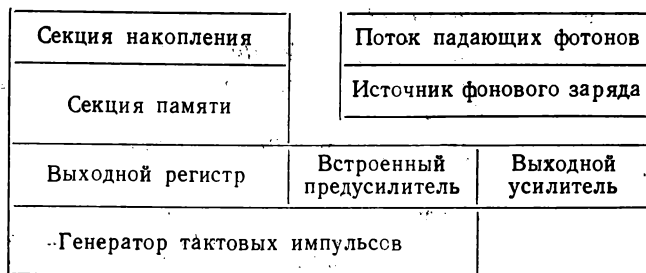 Секция накопления
Поток падающих фотонов
Источник фонового заряда
Секция памяти
Выходной регистр
Встроенный
предусилитель
Выходной
усилитель
Генератор тактовых импульсов